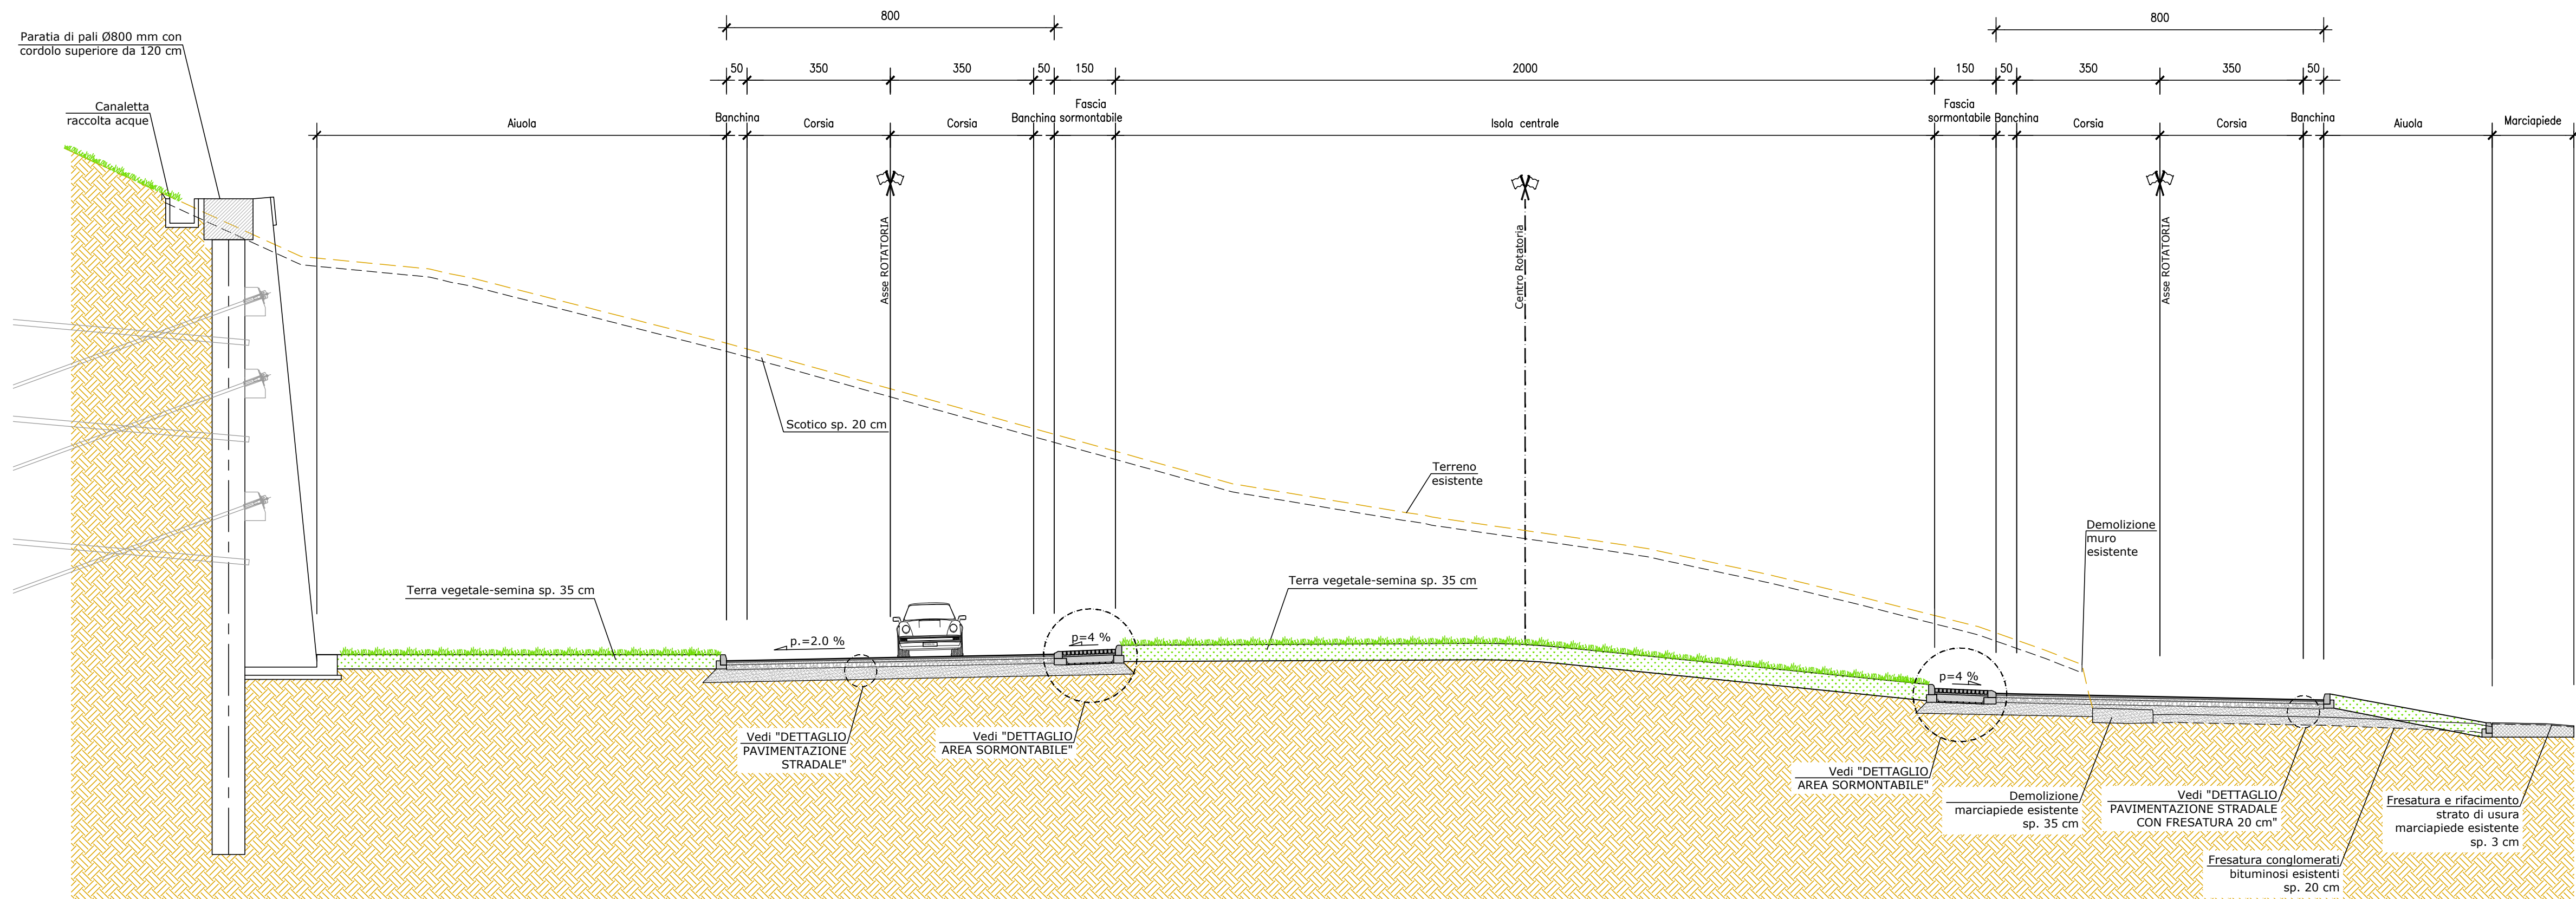 800
800
Paratia di pali Ø800 mm con
cordolo superiore da 120 cm
50
350
350
50
150
2000
150
50
350
350
50
Canaletta
raccolta acque
Aiuola
Banchina
Corsia
Corsia
Banchina
Fascia
sormontabile
Isola centrale
Fascia
sormontabile
Banchina
Corsia
Corsia
Banchina
Aiuola
Marciapiede
Asse ROTATORIA
Centro Rotatoria
Asse ROTATORIA
Scotico sp. 20 cm
Terreno
esistente
Demolizione
muro
esistente
Terra vegetale-semina sp. 35 cm
Terra vegetale-semina sp. 35 cm
p.=2.0 %
p=4 %
p=4 %
Vedi "DETTAGLIO
PAVIMENTAZIONE
STRADALE"
Vedi "DETTAGLIO
AREA SORMONTABILE"
Vedi "DETTAGLIO
AREA SORMONTABILE"
Demolizione
marciapiede esistente
sp. 35 cm
Vedi "DETTAGLIO
PAVIMENTAZIONE STRADALE
CON FRESATURA 20 cm"
Fresatura e rifacimento
strato di usura
marciapiede esistente
sp. 3 cm
Fresatura conglomerati
bituminosi esistenti
sp. 20 cm